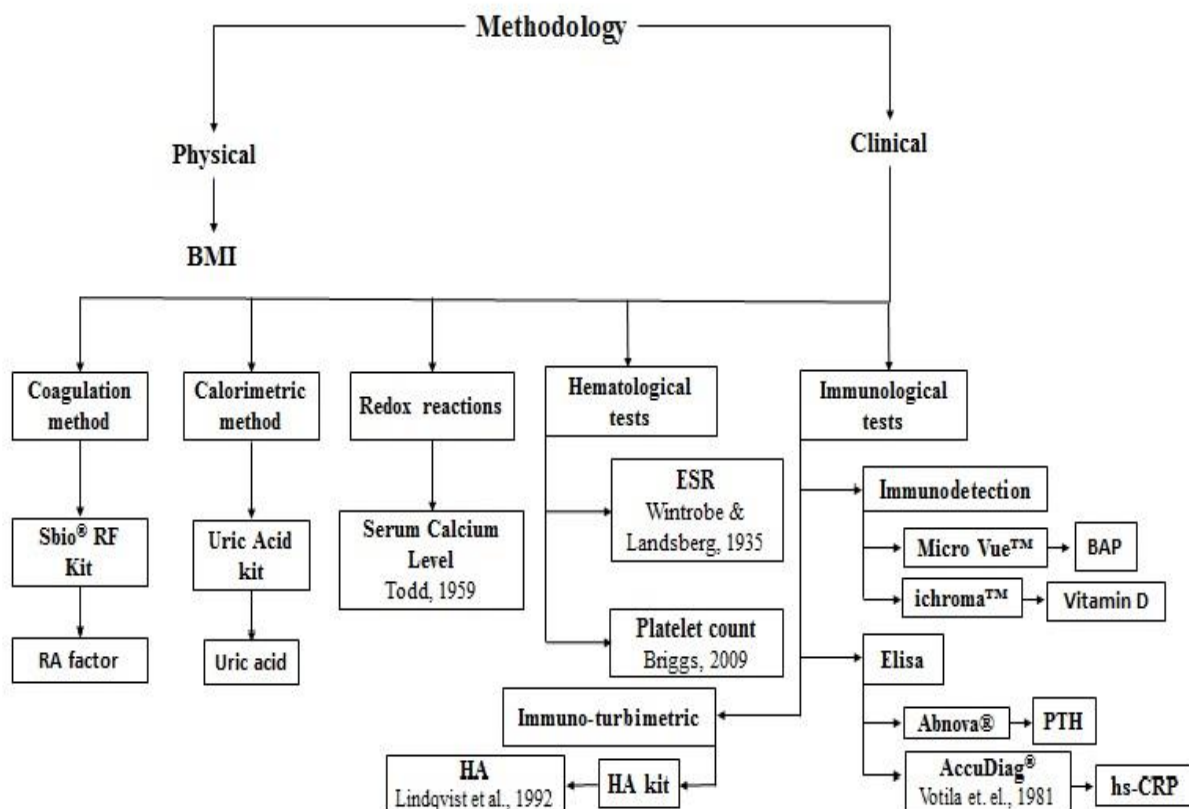 Methodology
Physical
Clinical
BMI
Coagulation
method
Sbio® RF
Kit
RA factor
Calorimetric
method
Uric Acid
kit
Uric acid
Redox reactions
Serum Calcium
Level
Todd, 1959
Hematological
tests
ESR
Wintrobe &
Landsberg, 1935
Platelet count
Briggs, 2009
Immunological
tests
Immunodetection
Micro Vue™
BAP
ichroma™
Vitamin D
Elisa
Abnova®
PTH
AccuDiag®
Votila et. el., 1981
hs-CRP
Immuno-turbimetric
HA kit
HA
Lindqvist et al., 1992